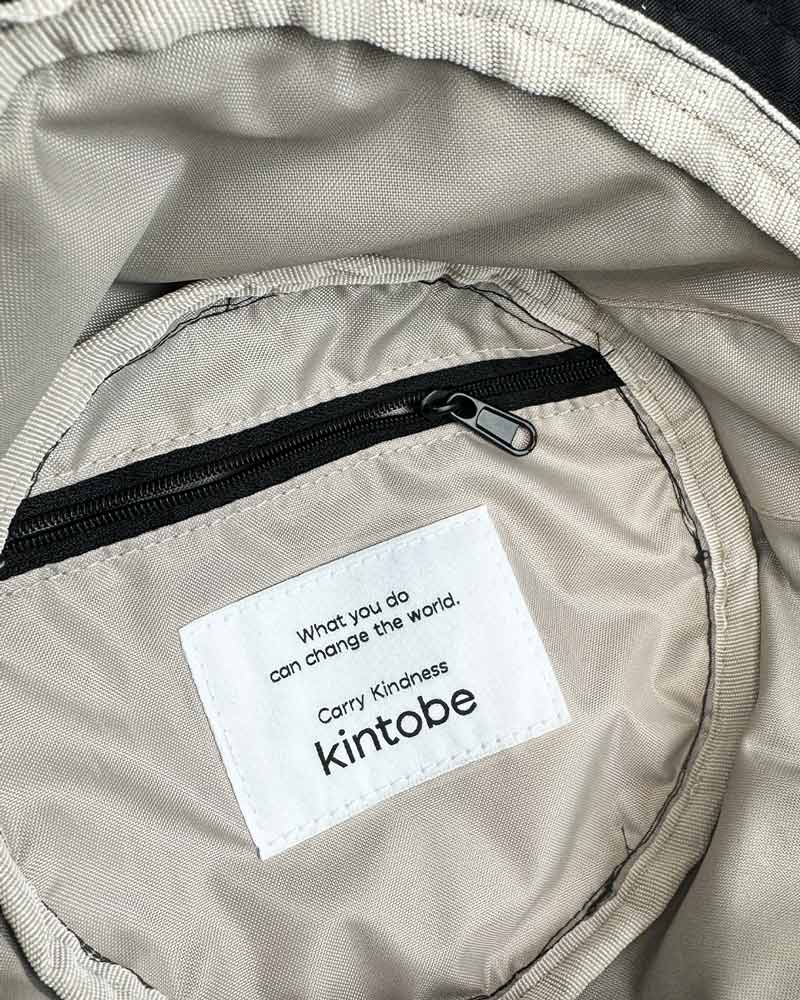 What you do
can change the world.
Carry Kindness
kintobe